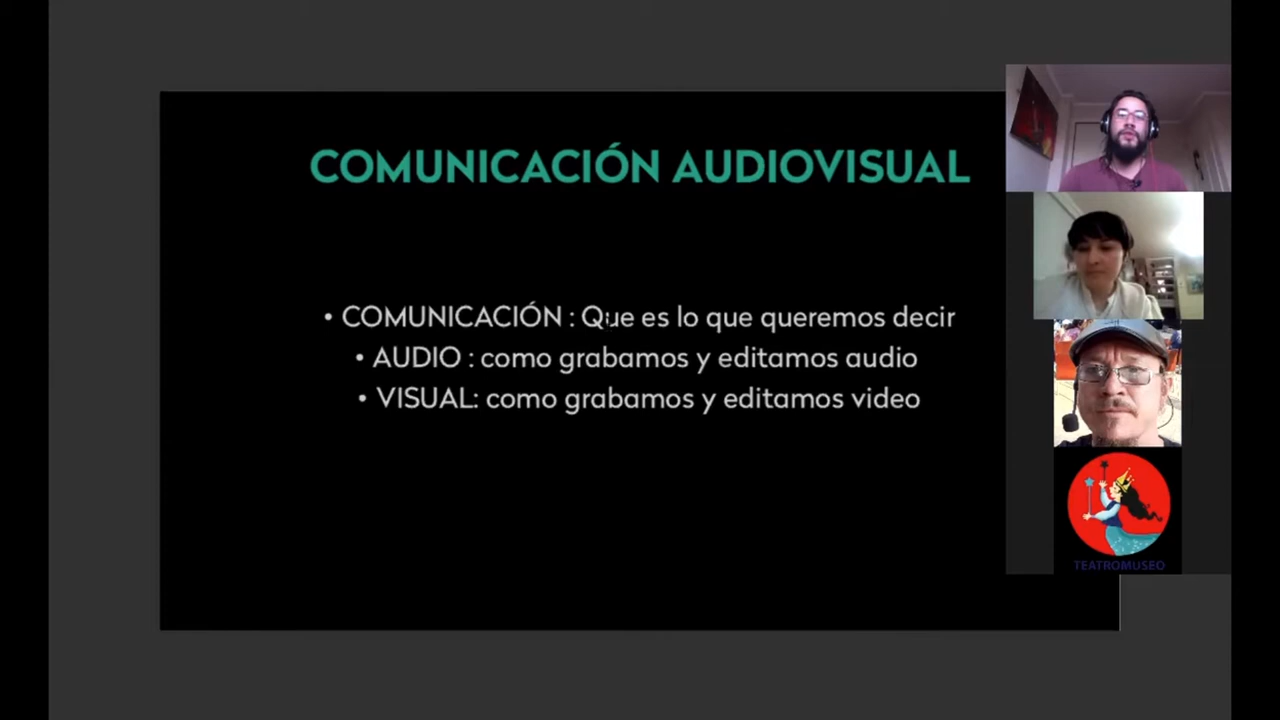 COMUNICACIÓN AUDIOVISUAL
• COMUNICACIÓN : Que es lo que queremos decir
• AUDIO : como grabamos y editamos audio
• VISUAL: como grabamos y editamos video
TEATROMUSEO